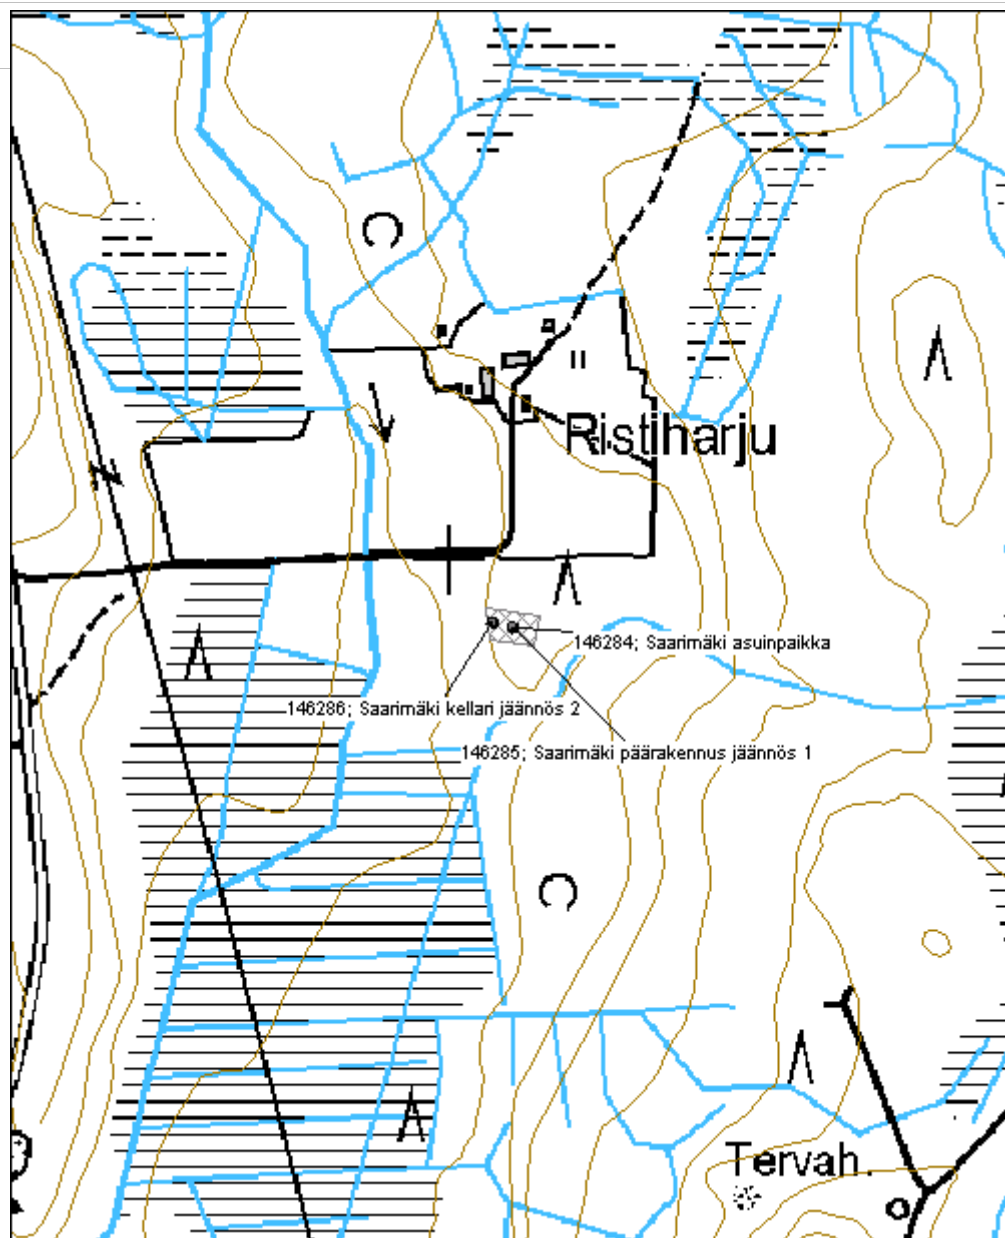 Ristiharju
146284; Saarimäki asuinpaikka
146286; Saarimäki kellari jäännös 2
146285; Saarimäki päärakennus jäännös 1
Tervah.